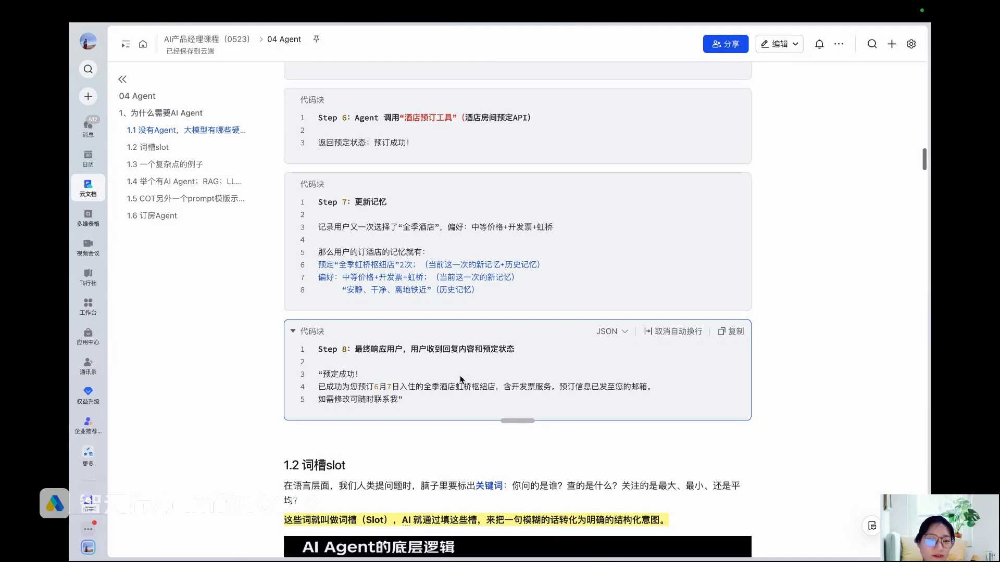 AI产品经理课程（0523） > 04 Agent
已经保存到云端
分享
编辑
512
消息
30
日历
云文档
多维表格
视频会议
飞行社
工作台
应用中心
通讯录
权益升级
企业推荐...
更多
04 Agent
1、为什么需要AI Agent
1.1 没有Agent，大模型有哪些硬...
1.2 词槽slot
1.3 一个复杂点的例子
1.4 举个有AI Agent；RAG；LL...
1.5 COT另外一个prompt模版示...
1.6 订房Agent
代码块
1 Step 6: Agent 调用“酒店预订工具”（酒店房间预定API）
2
3 返回预定状态：预订成功！
代码块
1 Step 7: 更新记忆
2
3 记录用户又一次选择了“全季酒店”，偏好：中等价格+开发票+虹桥
4
5 那么用户的订酒店的记忆就有：
6 预定“全季虹桥枢纽店”2次；（当前这一次的新记忆+历史记忆）
7 偏好：中等价格+开发票+虹桥；（当前这一次的新记忆）
8 “安静、干净、离地铁近”（历史记忆）
代码块
JSON
取消自动换行
复制
1 Step 8: 最终响应用户，用户收到回复内容和预定状态
2
3 “预定成功！
4 已成功为您预订6月7日入住的全季酒店虹桥枢纽店，含开发票服务。预订信息已发至您的邮箱。
5 如需修改可随时联系我”
1.2 词槽slot
在语言层面，我们人类提问题时，脑子里要标出关键词：你问的是谁？查的是什么？关注的是最大、最小、还是平
均？
这些词就叫做词槽（Slot），AI 就通过填这些槽，来把一句模糊的话转化为明确的结构化意图。
AI Agent的底层逻辑